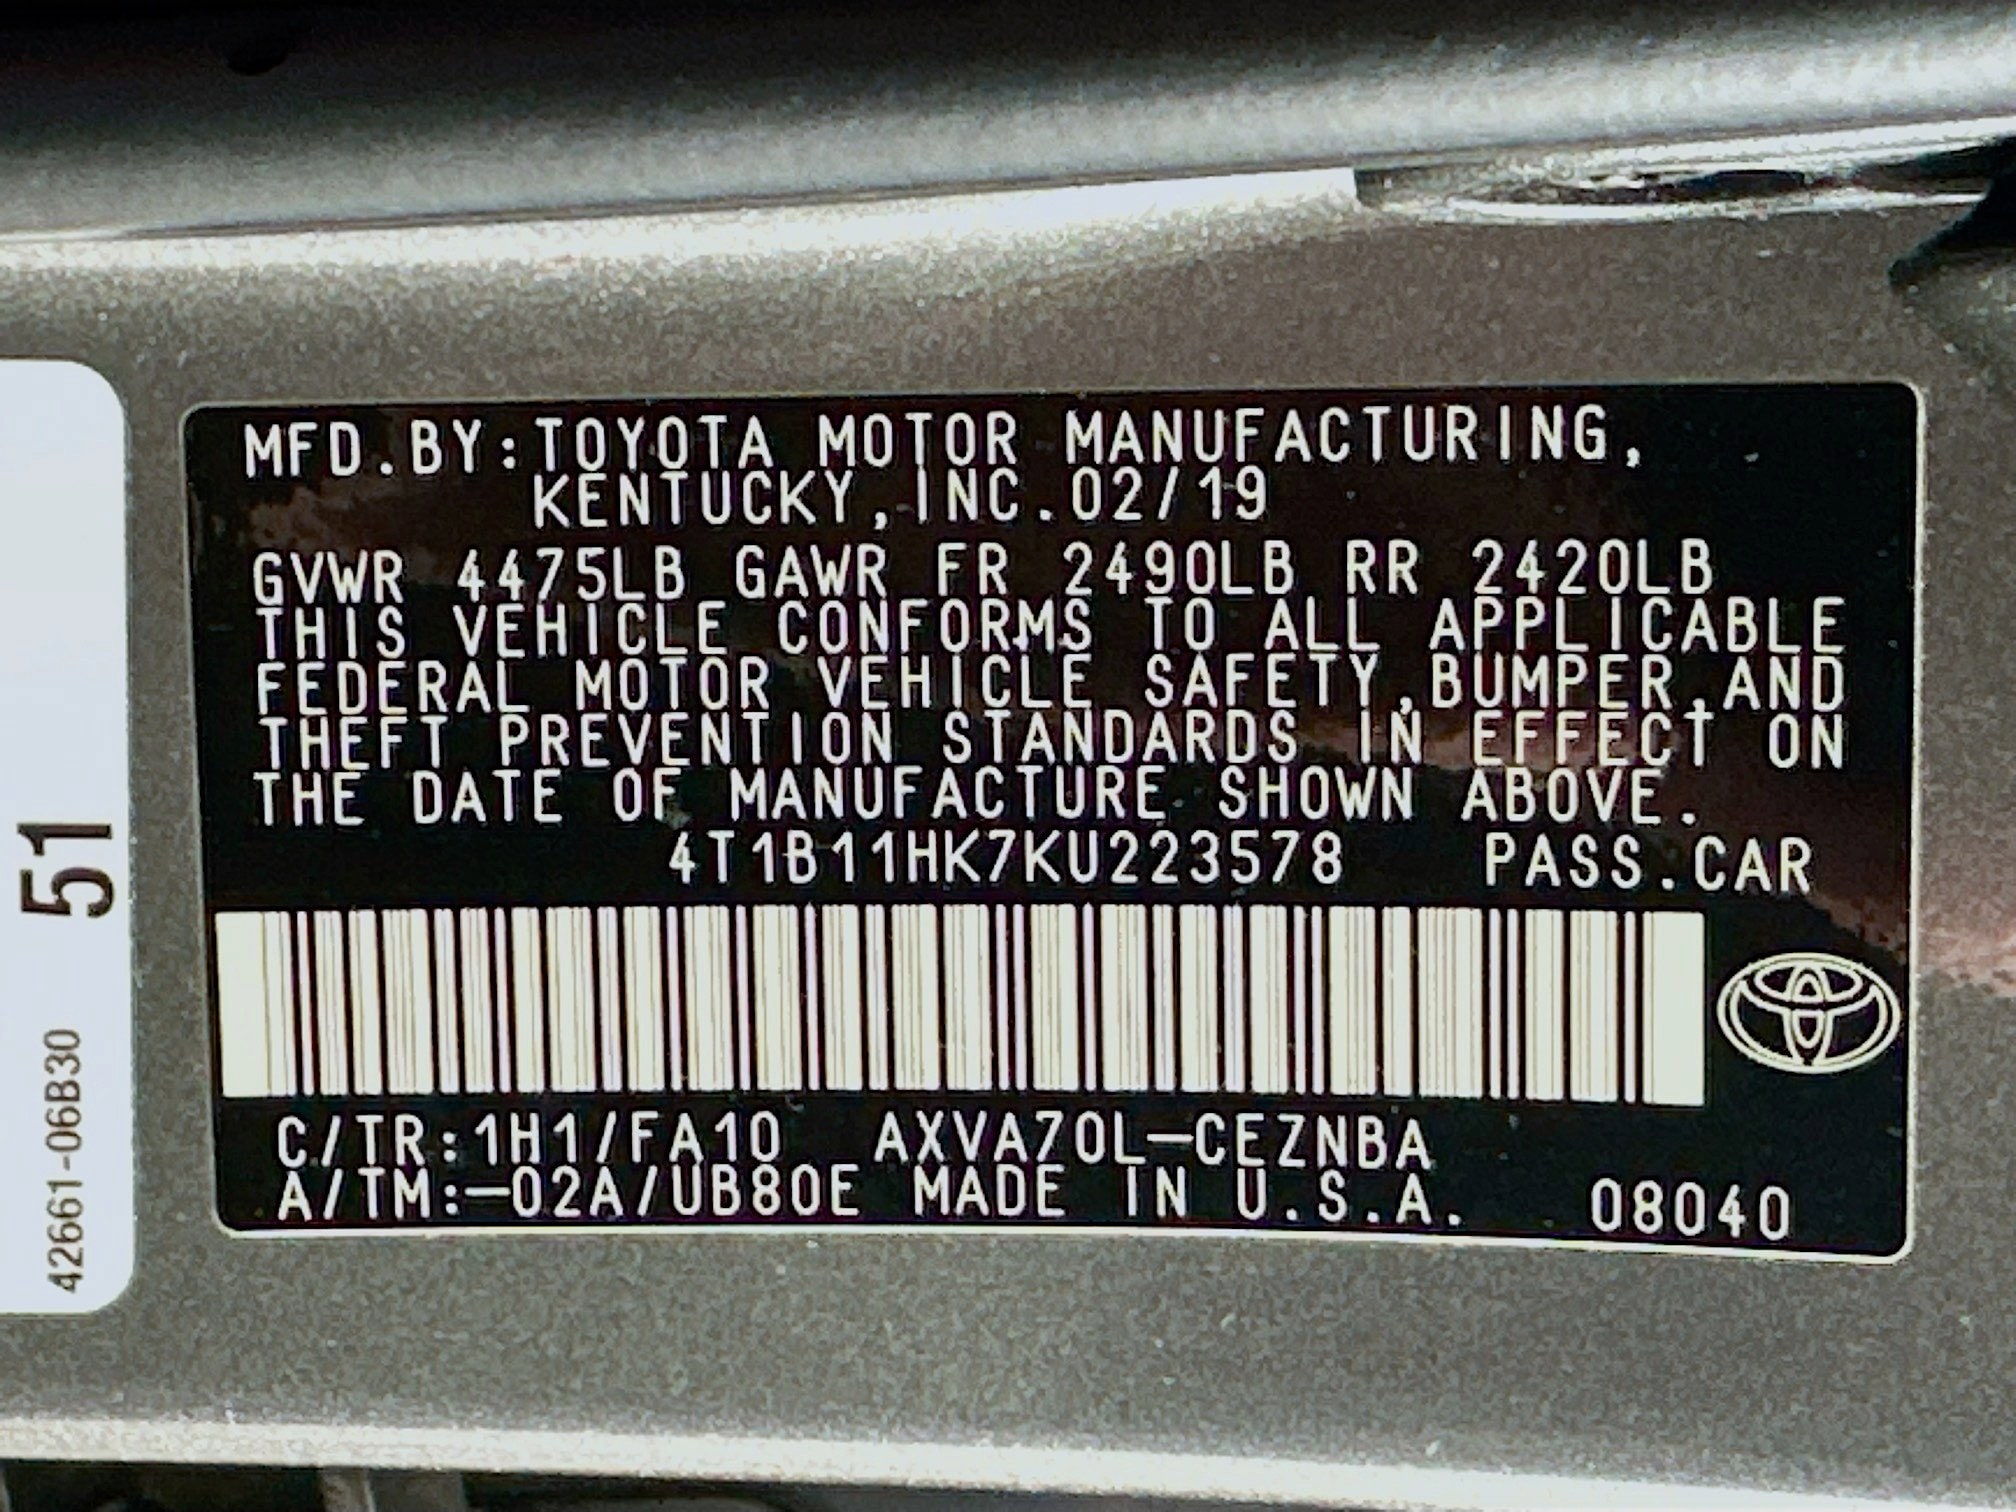 MFD.BY:TOYOTA MOTOR MANUFACTURING,
KENTUCKY,INC.02/19
GVWR 4475LB GAWR FR 2490LB RR 2420LB
THIS VEHICLE CONFORMS TO ALL APPLICABLE
FEDERAL MOTOR VEHICLE SAFETY,BUMPER,AND
THEFT PREVENTION STANDARDS IN EFFECT ON
THE DATE OF MANUFACTURE SHOWN ABOVE.
4T1B11HK7KU223578 PASS.CAR
C/TR:1H1/FA10 AXVA70L-CEZNBA
A/TM:-02A/UB80E MADE IN U.S.A. 08040
51
42661-06B30